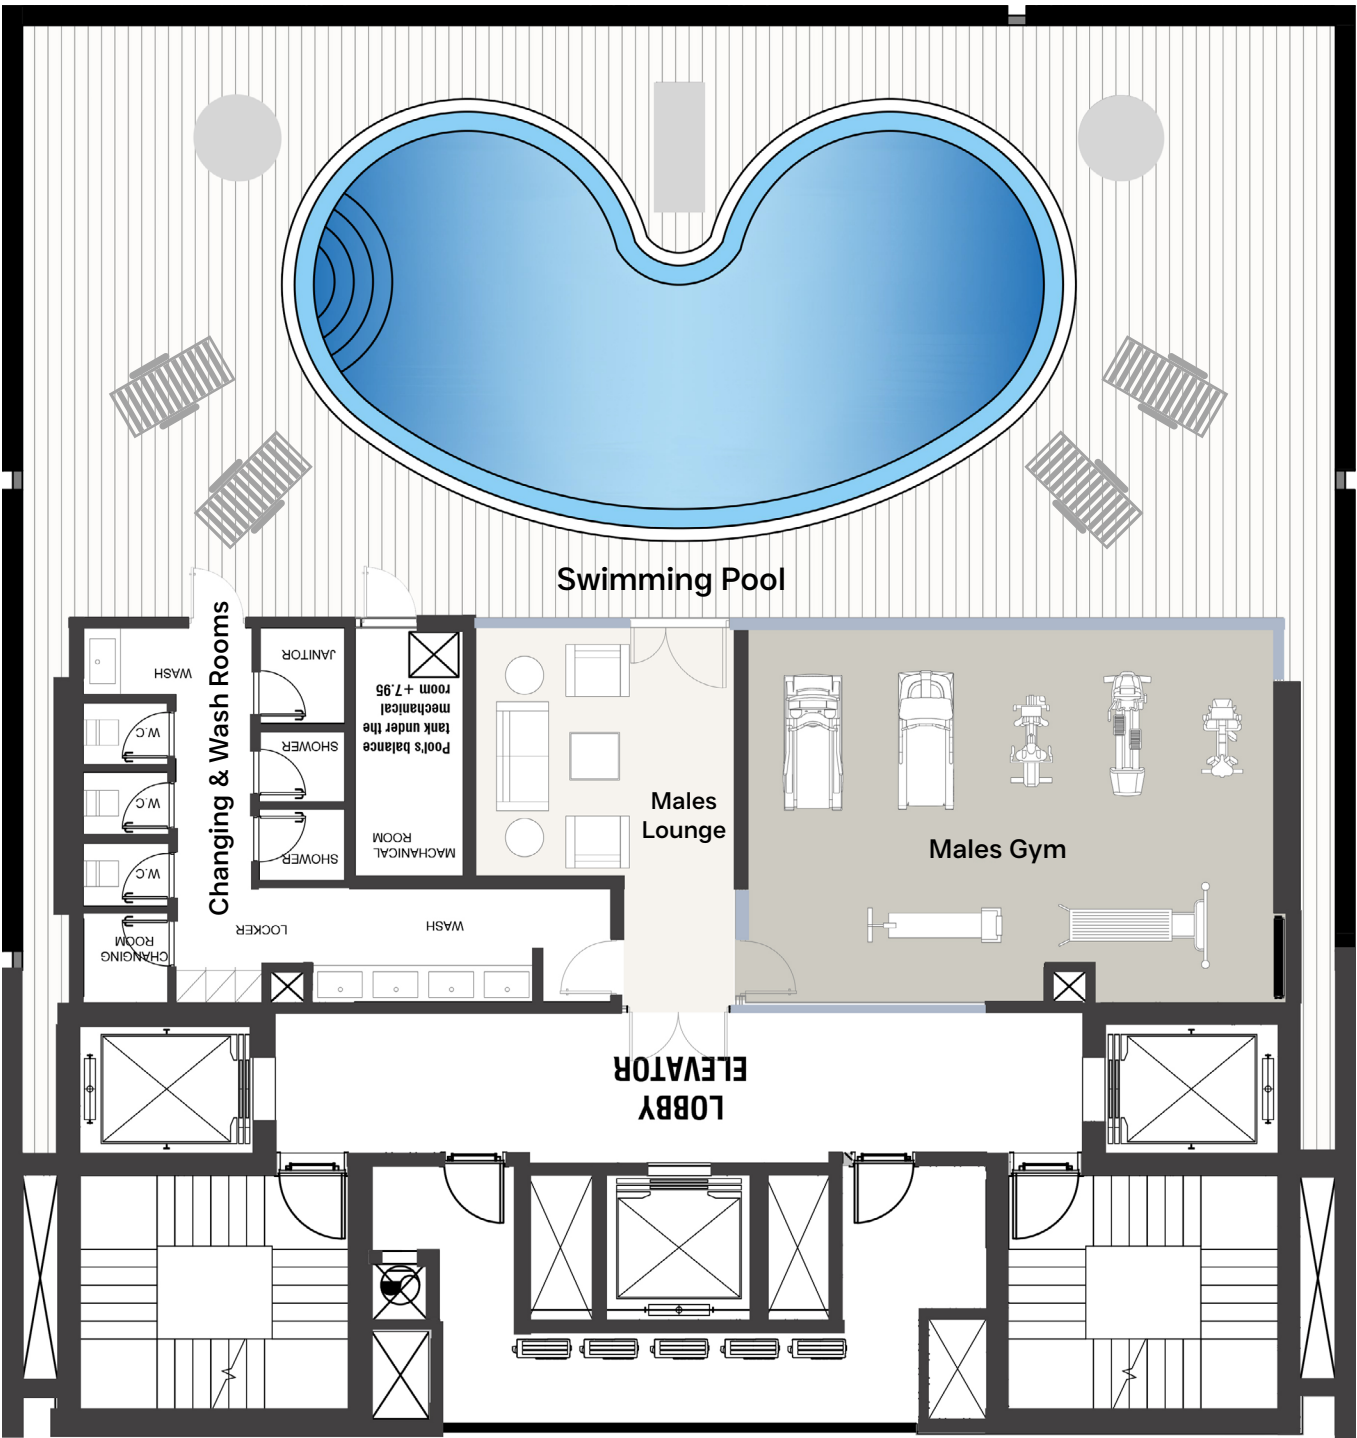 Swimming Pool
Changing & Wash Rooms
WASH
JANITOR
W.C
SHOWER
W.C
SHOWER
W.C
CHANGING
ROOM
LOCKER
WASH
Pool's balance
tank under the
mechanical
room + 7.95
MACHANICAL
ROOM
Males
Lounge
Males Gym
LOBBY
ELEVATOR